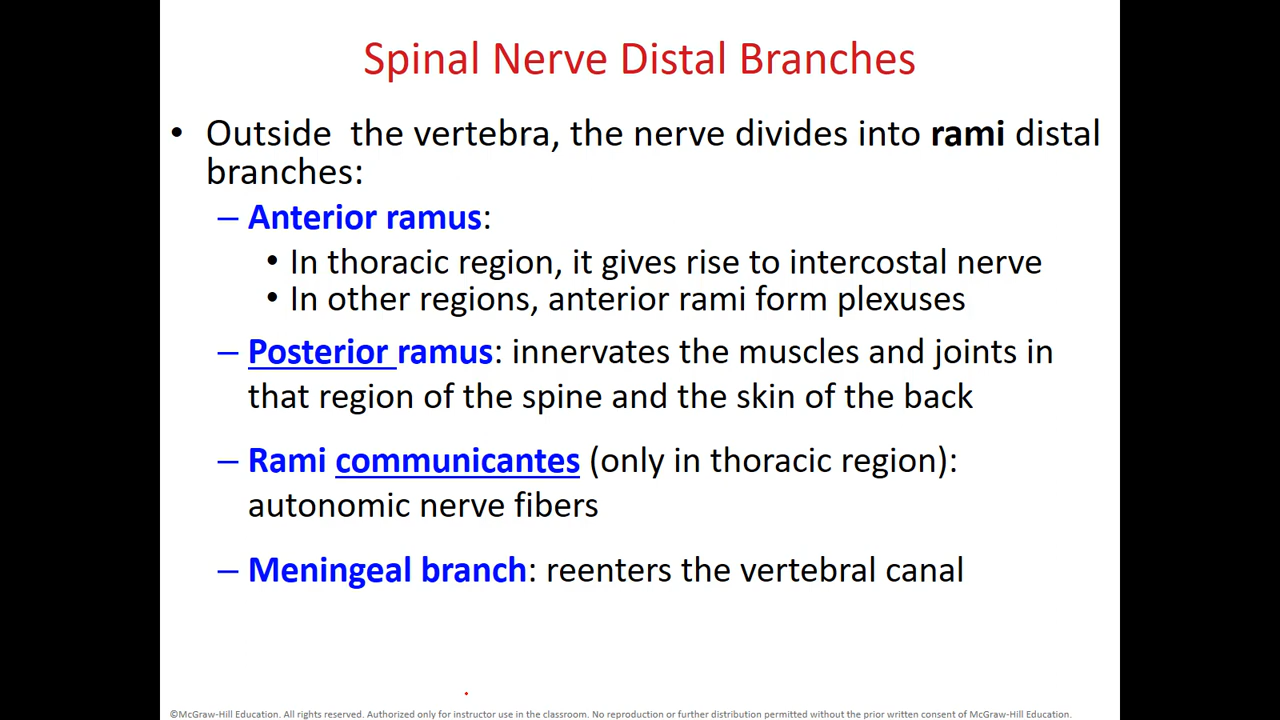 Spinal Nerve Distal Branches
• Outside the vertebra, the nerve divides into rami distal
branches:
– Anterior ramus:
• In thoracic region, it gives rise to intercostal nerve
• In other regions, anterior rami form plexuses
– Posterior ramus: innervates the muscles and joints in
that region of the spine and the skin of the back
– Rami communicantes (only in thoracic region):
autonomic nerve fibers
– Meningeal branch: reenters the vertebral canal
©McGraw-Hill Education. All rights reserved. Authorized only for instructor use in the classroom. No reproduction or further distribution permitted without the prior written consent of McGraw-Hill Education.